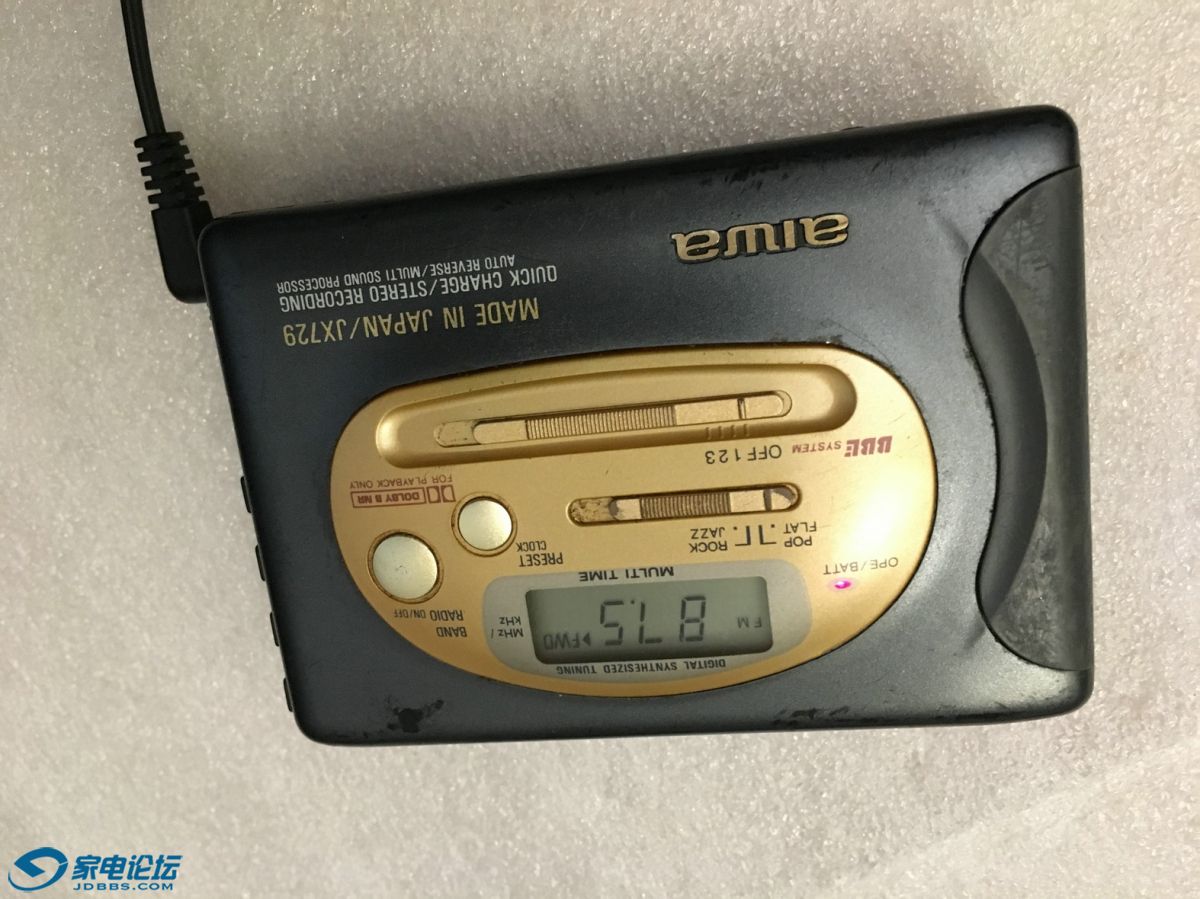 aiwa
MADE IN JAPAN/JX729
QUICK CHARGE/STEREO RECORDING
AUTO REVERSE/MULTI SOUND PROCESSOR
DIGITAL SYNTHESIZED TUNING
FM 87.5 ▶FWD
MHz/
kHz
MULTI TIME
BAND
RADIO ON/OFF
PRESET
CLOCK
OPE/BATT
POP ROCK
FLAT JAZZ
DOLBY B NR
FOR PLAYBACK ONLY
BBE SYSTEM OFF 1 2 3
家电论坛
JDBBS.COM